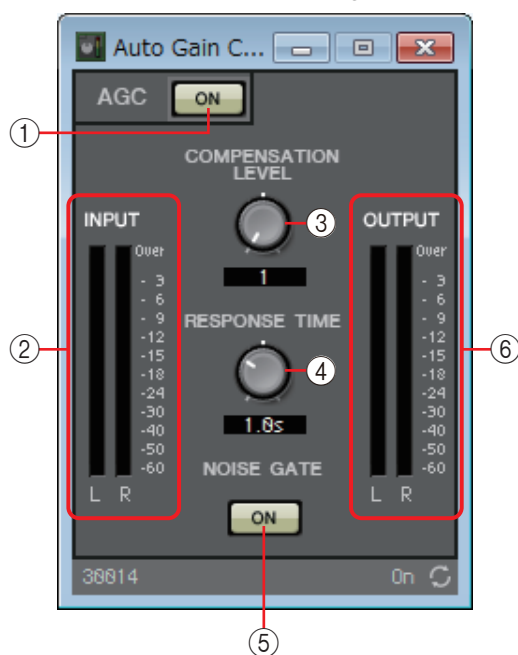 Auto Gain C...
AGC ON
①
COMPENSATION
LEVEL
③
1
INPUT
Over
- 3
- 6
- 9
-12
-15
-18
-24
-30
-40
-50
-60
L R
②
RESPONSE TIME
④
1.0s
NOISE GATE
ON
OUTPUT
Over
- 3
- 6
- 9
-12
-15
-18
-24
-30
-40
-50
-60
L R
⑥
30014 On
⑤